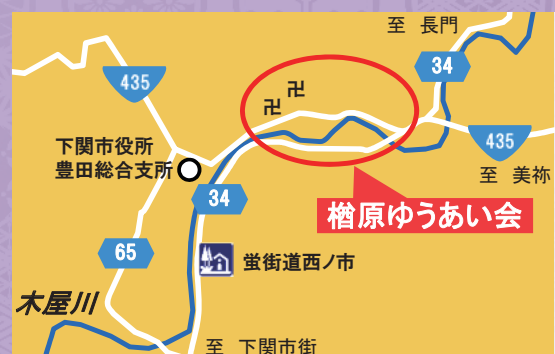 至 長門
34
435
卍
卍
435
下関市役所
豊田総合支所
至 美祢
34
楢原ゆうあい会
65
蛍街道西ノ市
木屋川
至 下関市街